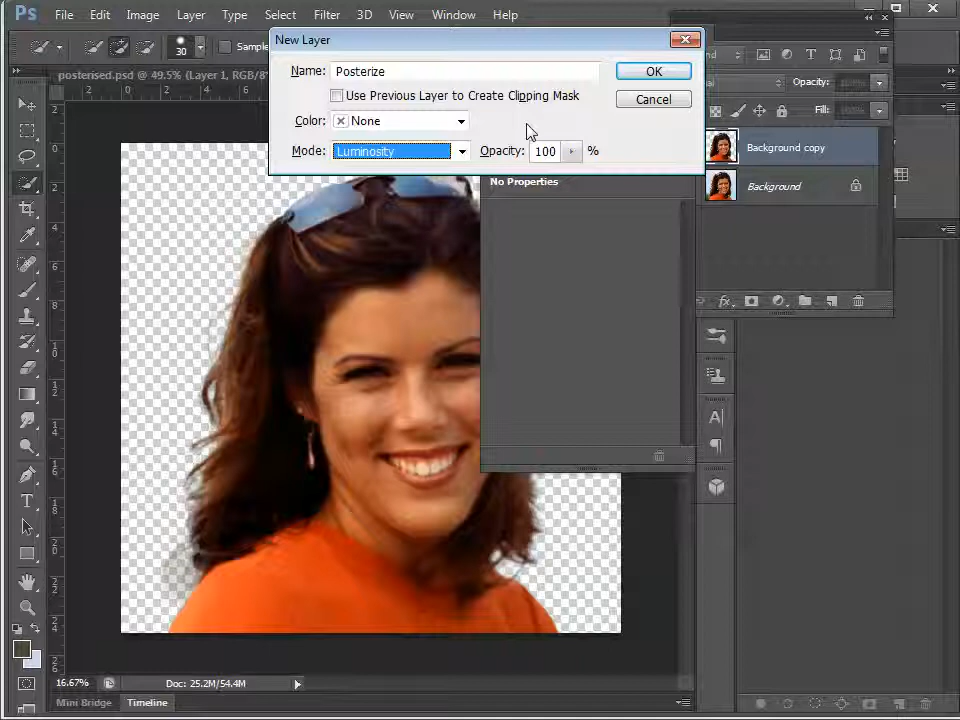 Ps File Edit Image Layer Type Select Filter 3D View Window Help
New Layer
Name: Posterize OK
Use Previous Layer to Create Clipping Mask Cancel
Color: None
Mode: Luminosity Opacity: 100 %
30 Sample
posterised.psd @ 49.5% (Layer 1, RGB/8
Opacity:
Fill:
Background copy
Background
No Properties
16.67% Doc: 25.2M/54.4M
Mini Bridge Timeline